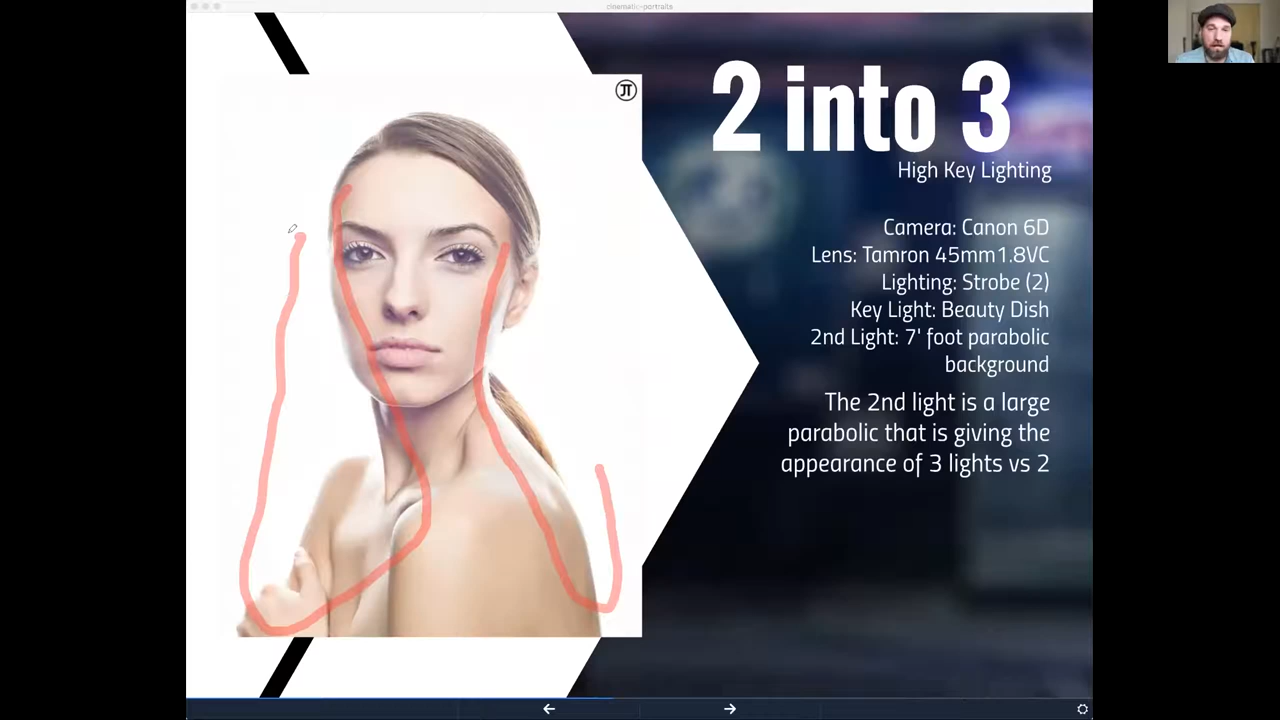 cinematic-portraits
2 into 3
High Key Lighting
Camera: Canon 6D
Lens: Tamron 45mm1.8VC
Lighting: Strobe (2)
Key Light: Beauty Dish
2nd Light: 7' foot parabolic
background
The 2nd light is a large
parabolic that is giving the
appearance of 3 lights vs 2